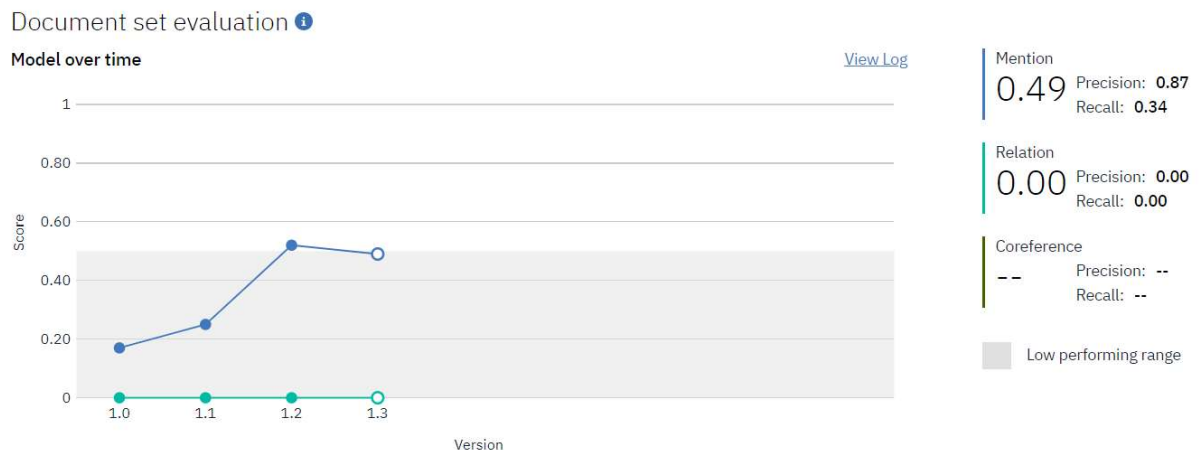 Document set evaluation
Model over time
View Log
1
0.80
0.60
0.40
0.20
0
Score
1.0 1.1 1.2 1.3
Version
Mention
0.49 Precision: 0.87
Recall: 0.34
Relation
0.00 Precision: 0.00
Recall: 0.00
Coreference
-- Precision: --
Recall: --
Low performing range